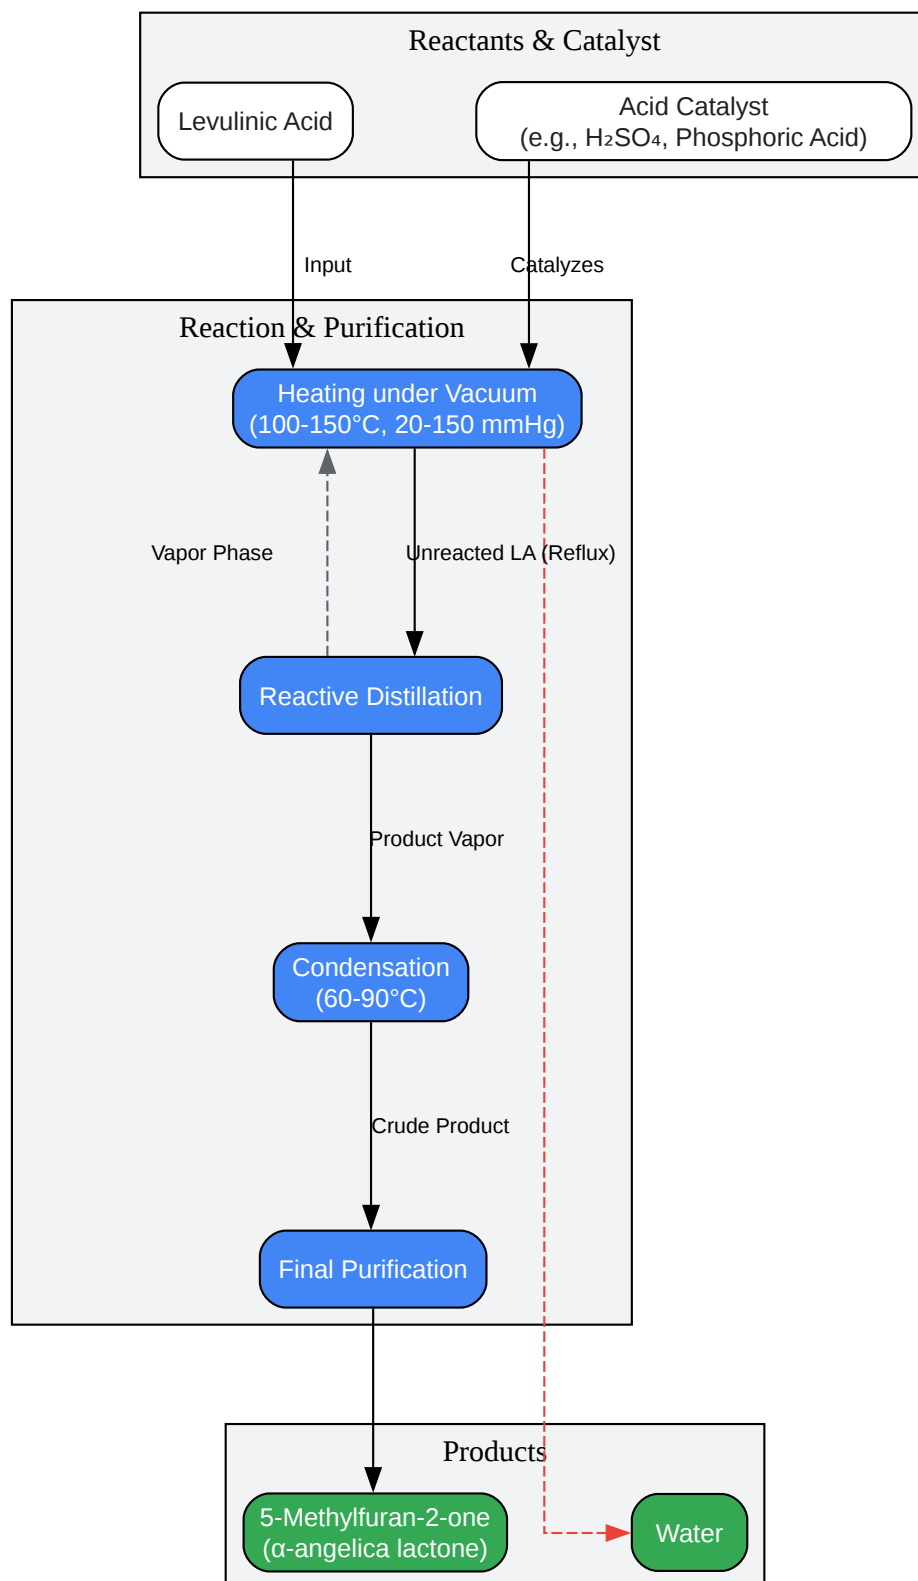 Reactants & Catalyst
Levulinic Acid
Acid Catalyst
(e.g., H₂SO₄, Phosphoric Acid)
Input
Catalyzes
Reaction & Purification
Heating under Vacuum
(100-150°C, 20-150 mmHg)
Vapor Phase
Unreacted LA (Reflux)
Reactive Distillation
Product Vapor
Condensation
(60-90°C)
Crude Product
Final Purification
Products
5-Methylfuran-2-one
(α-angelica lactone)
Water